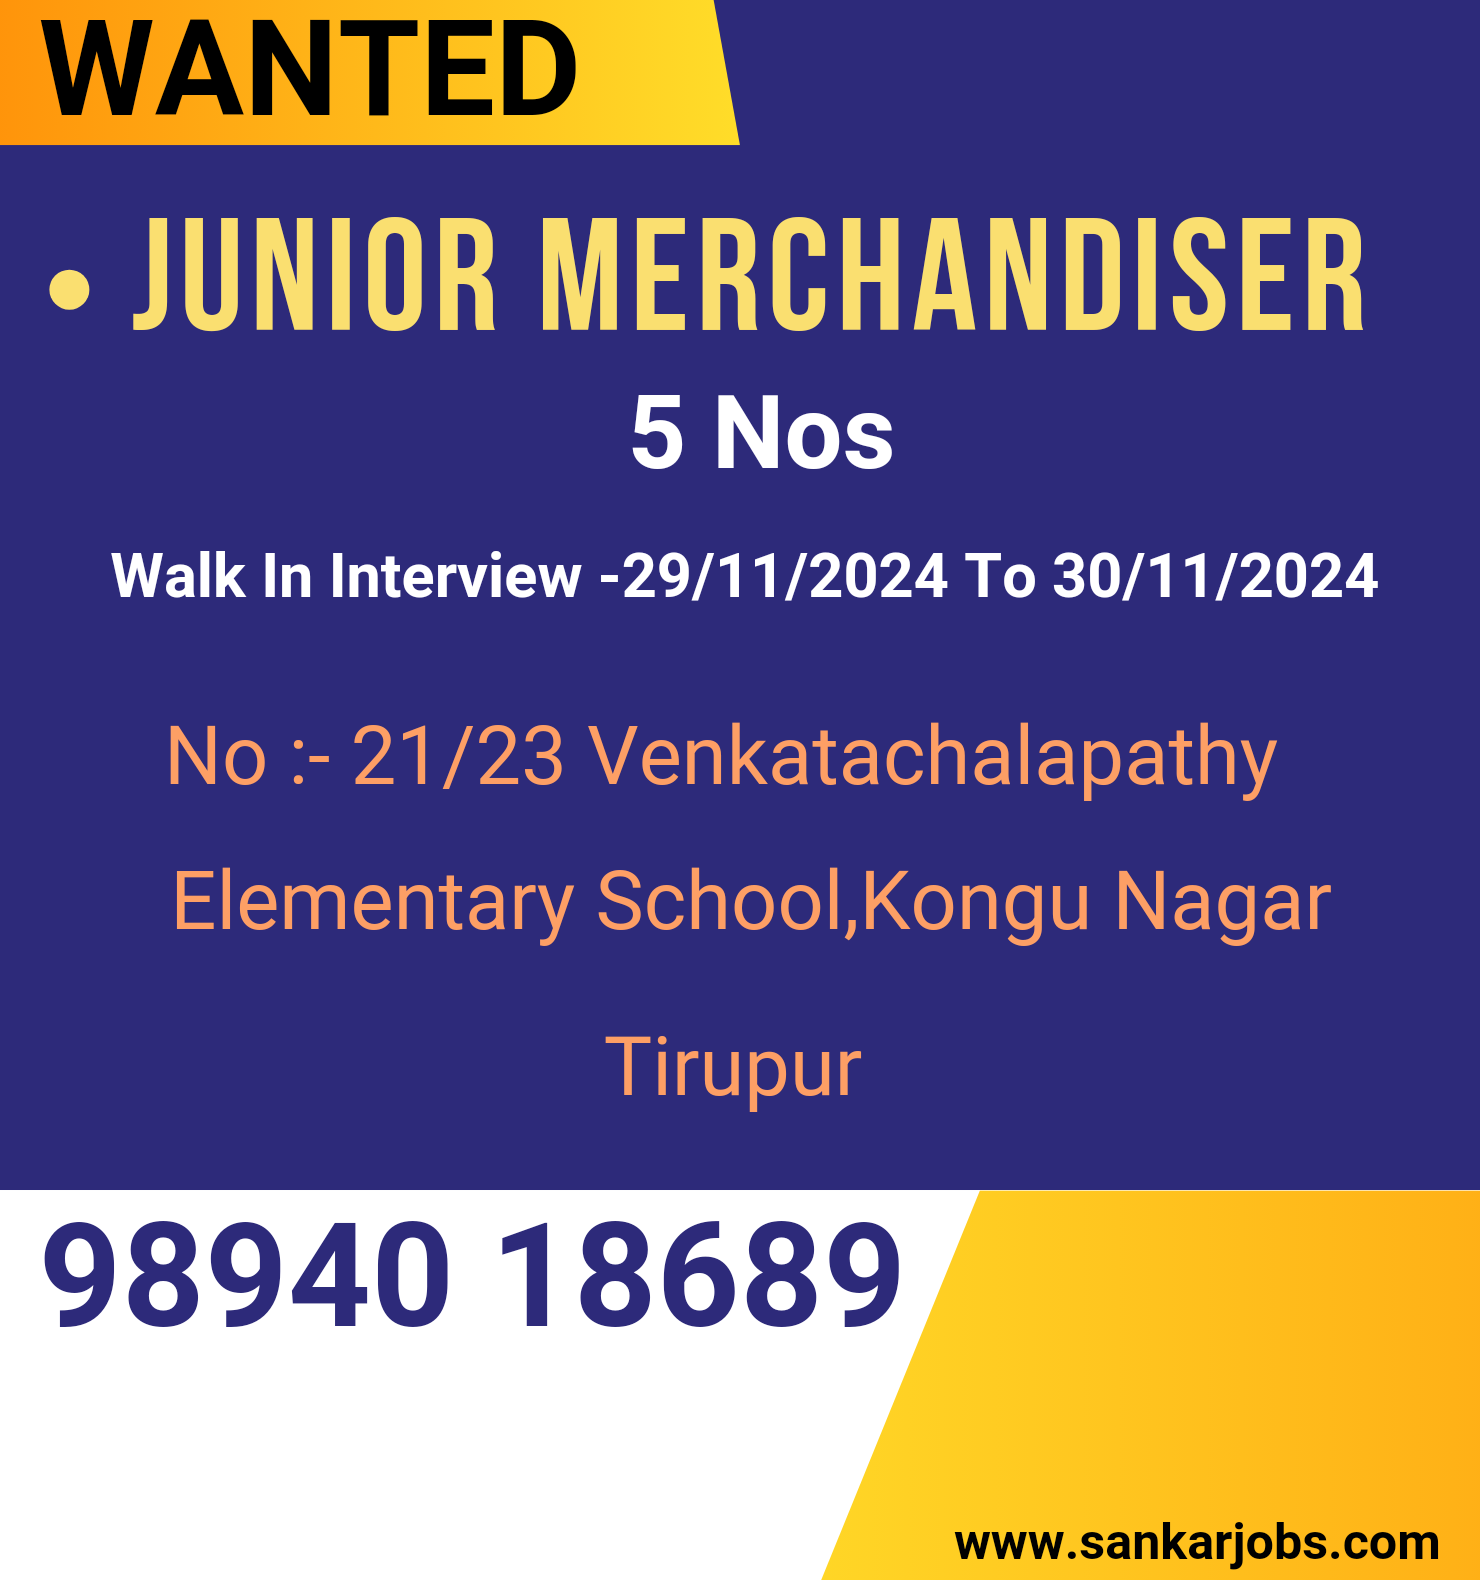 WANTED
• JUNIOR MERCHANDISER
5 Nos
Walk In Interview -29/11/2024 To 30/11/2024
No :- 21/23 Venkatachalapathy
Elementary School,Kongu Nagar
Tirupur
98940 18689
www.sankarjobs.com